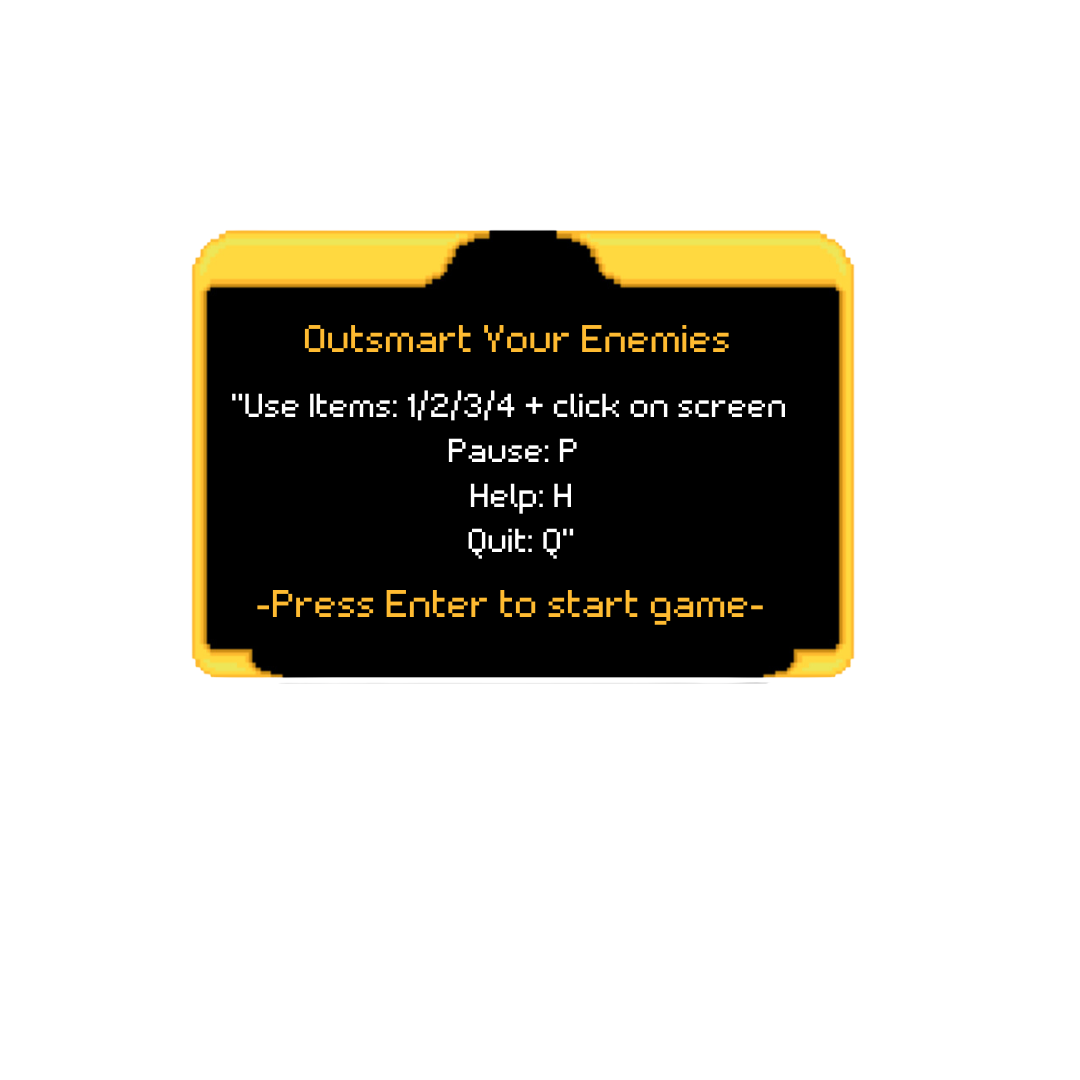 Outsmart Your Enemies
"Use Items: 1/2/3/4 + click on screen
Pause: P
Help: H
Quit: Q"
-Press Enter to start game-